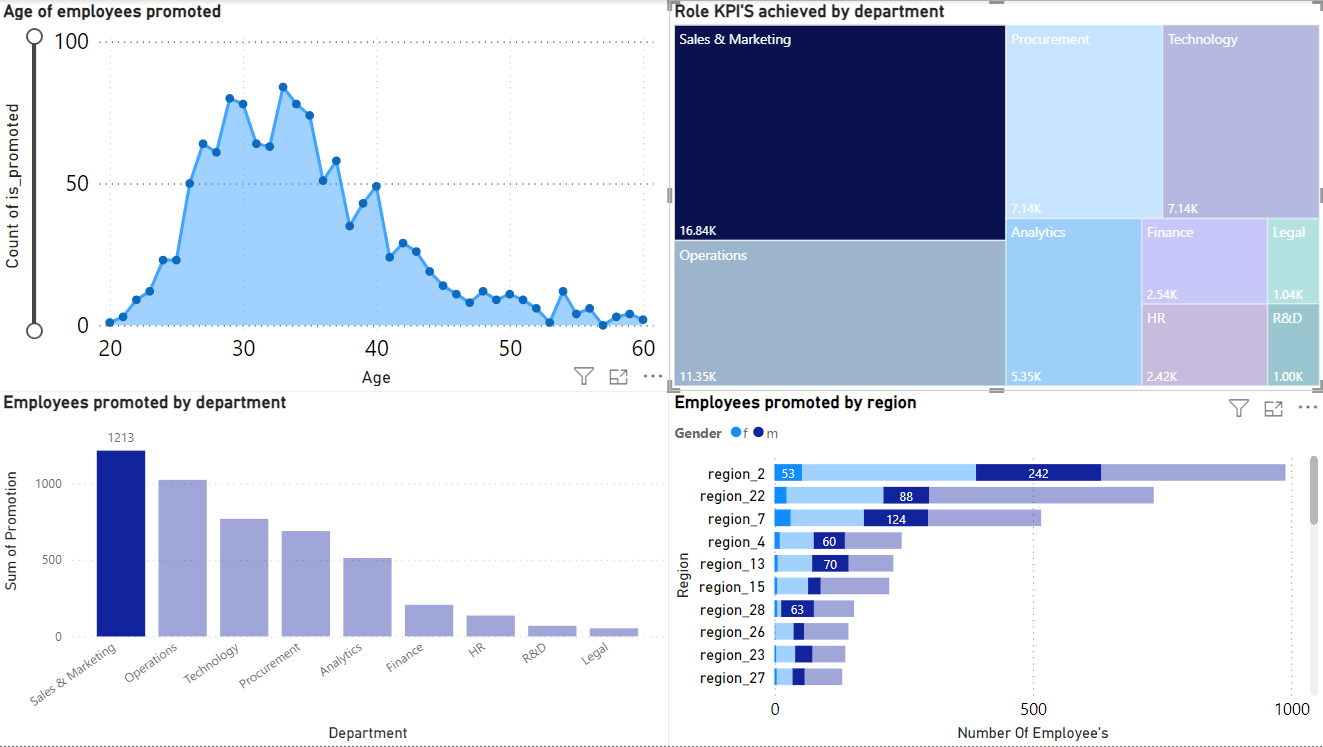 Age of employees promoted
100
50
0
Count of is_promoted
20 30 40 50 60
Age
Role KPI'S achieved by department
Sales & Marketing
16.84K
Procurement
7.14K
Technology
7.14K
Operations
11.35K
Analytics
5.35K
Finance
2.54K
Legal
1.04K
HR
2.42K
R&D
1.00K
Employees promoted by department
1213
1000
500
0
Sum of Promotion
Sales & Marketing
Operations
Technology
Procurement
Analytics
Finance
HR
R&D
Legal
Department
Employees promoted by region
Gender f m
region_2 53 242
region_22 88
region_7 124
region_4 60
region_13 70
region_15
region_28 63
region_26
region_23
region_27
Region
0 500 1000
Number Of Employee's